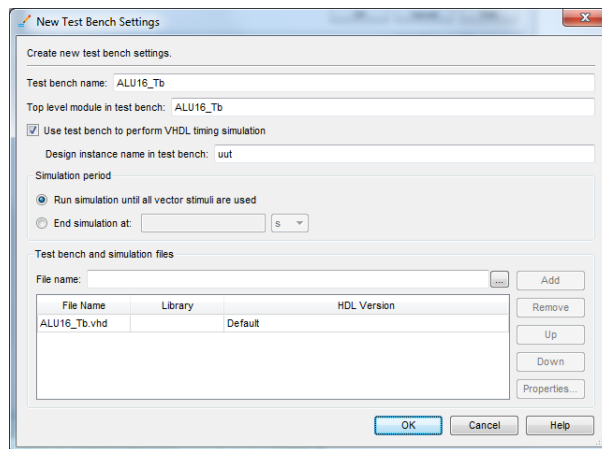 New Test Bench Settings
Create new test bench settings.
Test bench name: ALU16_Tb
Top level module in test bench: ALU16_Tb
Use test bench to perform VHDL timing simulation
Design instance name in test bench: uut
Simulation period
Run simulation until all vector stimuli are used
End simulation at: s
Test bench and simulation files
File name: ... Add
File Name Library HDL Version Remove
ALU16_Tb.vhd Default
Up
Down
Properties...
OK Cancel Help